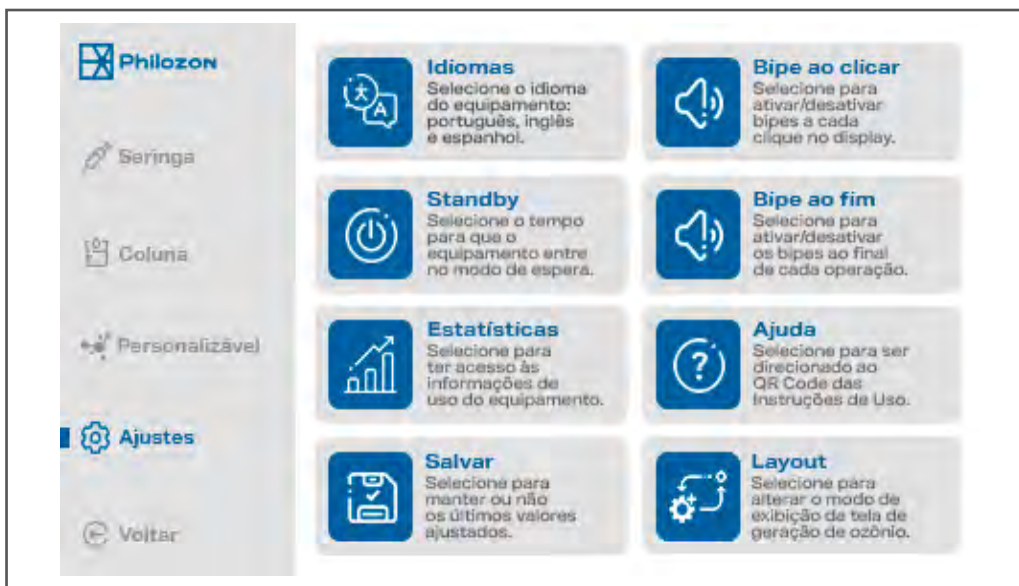 Philozon
Seringa
Coluna
Personalizável
Ajustes
Voltar
Idiomas
Selecione o idioma
do equipamento:
português, inglês
e espanhol.
Bipe ao clicar
Selecione para
ativar/desativar
bipes a cada
clique no display.
Standby
Selecione o tempo
para que o
equipamento entre
no modo de espera.
Bipe ao fim
Selecione para
ativar/desativar
os bipes ao final
de cada operação.
Estatísticas
Selecione para
ter acesso às
informações de
uso do equipamento.
Ajuda
Selecione para ser
direcionado ao
QR Code das
Instruções de Uso.
Salvar
Selecione para
manter ou não
os últimos valores
ajustados.
Layout
Selecione para
alterar o modo de
exibição da tela de
geração de ozônio.